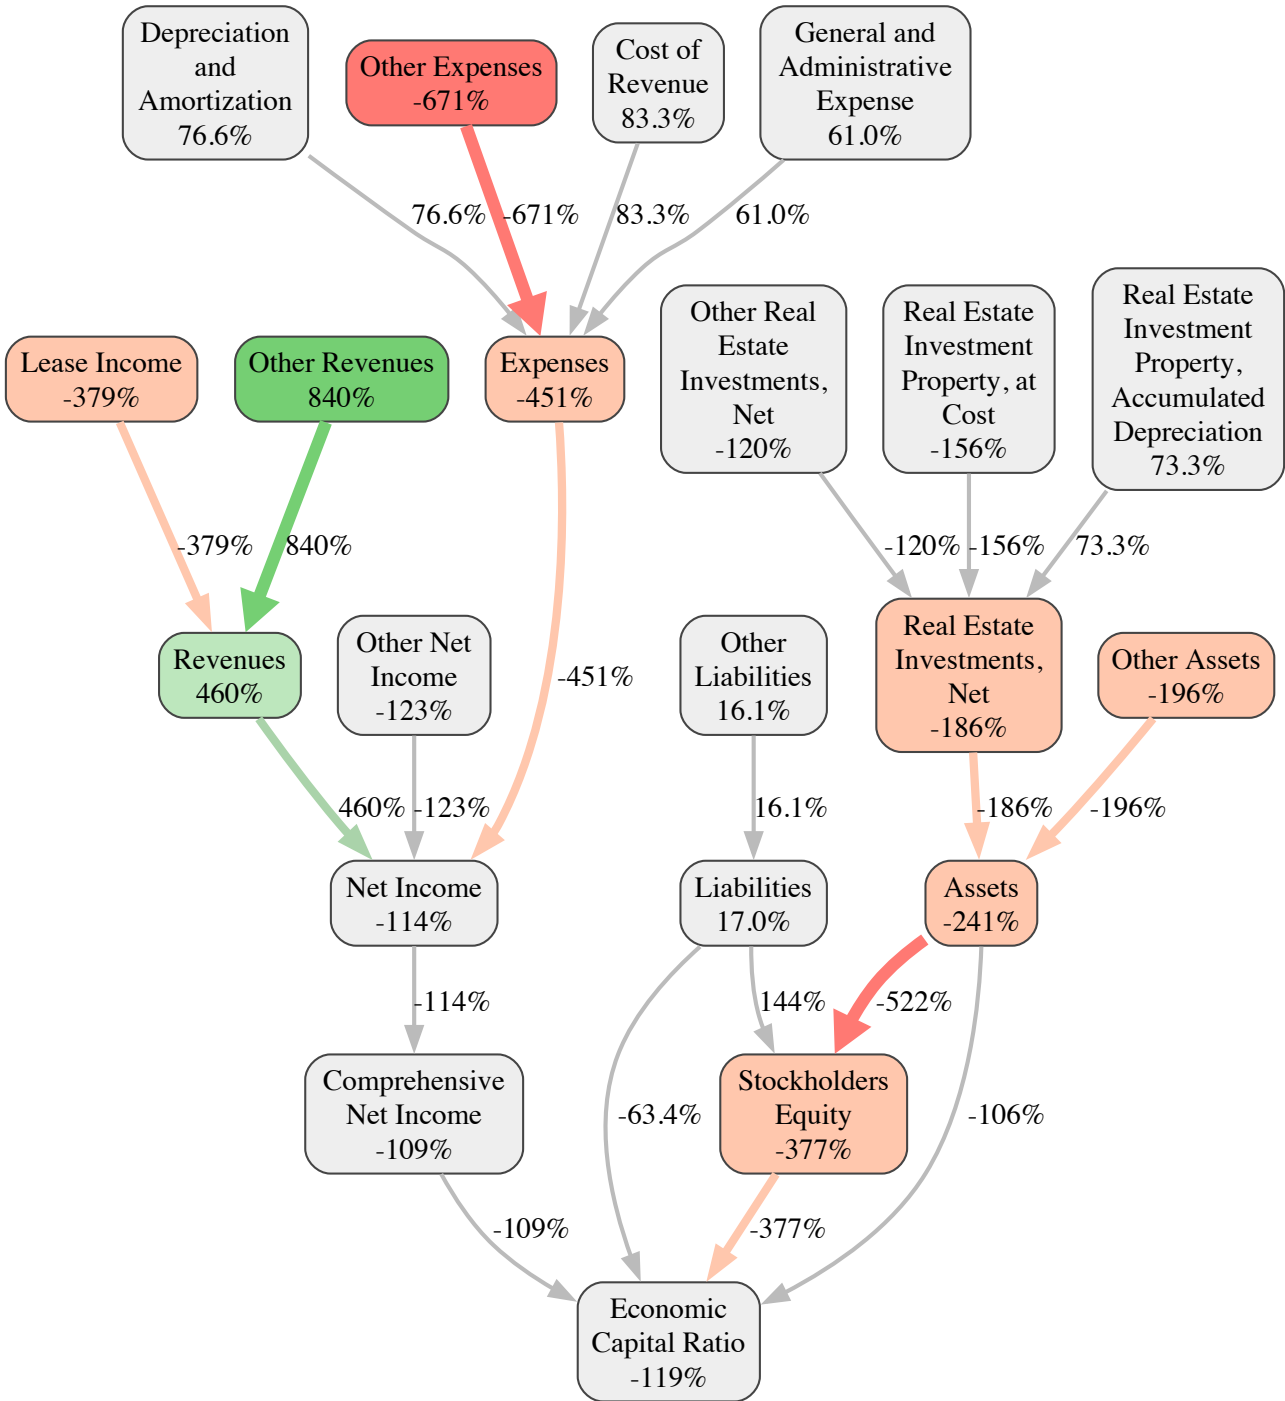 Depreciation
and
Amortization
76.6%
Other Expenses
-671%
Cost of
Revenue
83.3%
General and
Administrative
Expense
61.0%
76.6%
-671%
83.3%
61.0%
Lease Income
-379%
Other Revenues
840%
Expenses
-451%
Other Real
Estate
Investments,
Net
-120%
Real Estate
Investment
Property, at
Cost
-156%
Real Estate
Investment
Property,
Accumulated
Depreciation
73.3%
-379%
840%
-120%
-156%
73.3%
Revenues
460%
Other Net
Income
-123%
-451%
Other
Liabilities
16.1%
Real Estate
Investments,
Net
-186%
Other Assets
-196%
460%
-123%
16.1%
-186%
-196%
Net Income
-114%
Liabilities
17.0%
Assets
-241%
-114%
144%
-522%
Comprehensive
Net Income
-109%
-63.4%
Stockholders
Equity
-377%
-106%
-109%
-377%
Economic
Capital Ratio
-119%